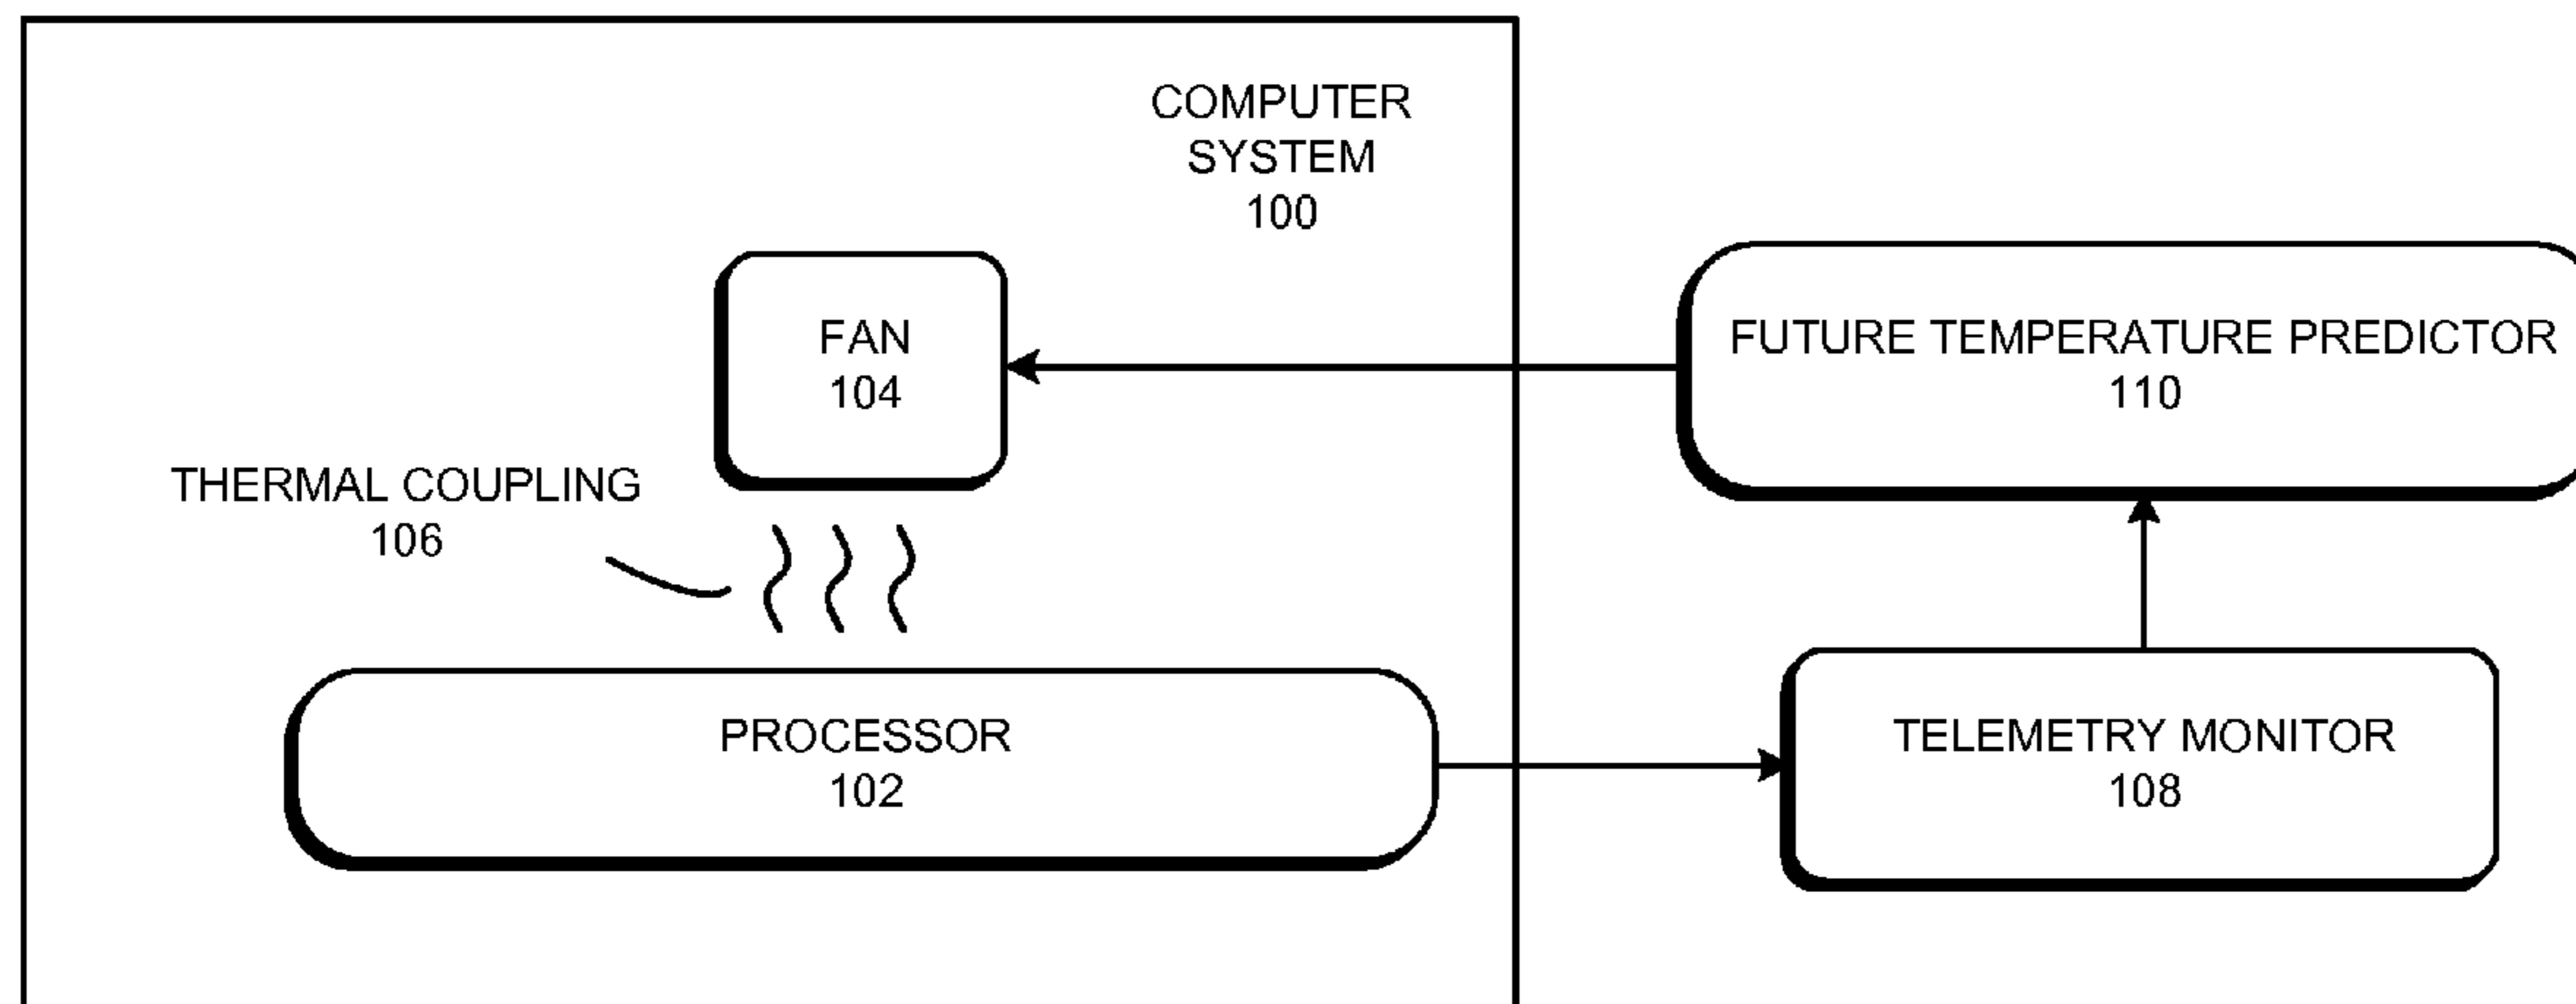 COMPUTER
SYSTEM
100
FAN
104
FUTURE TEMPERATURE PREDICTOR
110
THERMAL COUPLING
106
PROCESSOR
102
TELEMETRY MONITOR
108